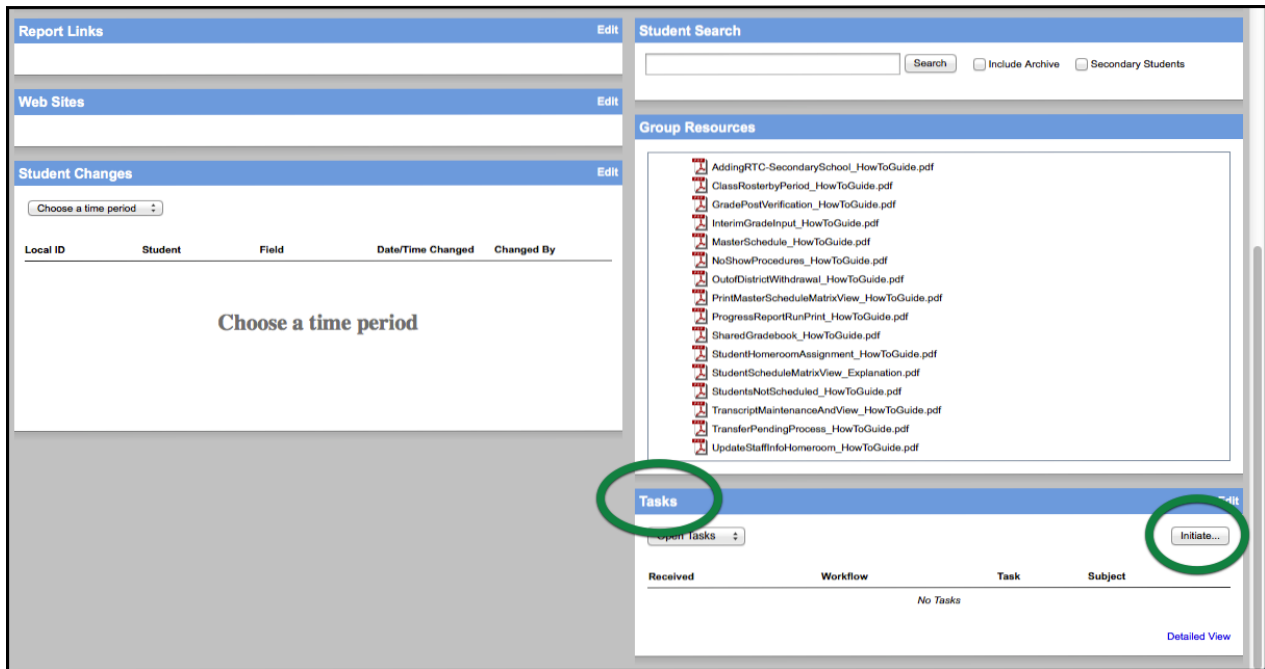 Report Links Edit
Web Sites Edit
Student Changes Edit
Choose a time period
Local ID Student Field Date/Time Changed Changed By
Choose a time period
Student Search
Search Include Archive Secondary Students
Group Resources
AddingRTC-SecondarySchool_HowToGuide.pdf
ClassRosterbyPeriod_HowToGuide.pdf
GradePostVerification_HowToGuide.pdf
InterimGradeInput_HowToGuide.pdf
MasterSchedule_HowToGuide.pdf
NoShowProcedures_HowToGuide.pdf
OutofDistrictWithdrawal_HowToGuide.pdf
PrintMasterScheduleMatrixView_HowToGuide.pdf
ProgressReportRunPrint_HowToGuide.pdf
SharedGradebook_HowToGuide.pdf
StudentHomeroomAssignment_HowToGuide.pdf
StudentScheduleMatrixView_Explanation.pdf
StudentsNotScheduled_HowToGuide.pdf
TranscriptMaintenanceAndView_HowToGuide.pdf
TransferPendingProcess_HowToGuide.pdf
UpdateStaffInfoHomeroom_HowToGuide.pdf
Tasks Edit
Open Tasks Initiate...
Received Workflow Task Subject
No Tasks
Detailed View